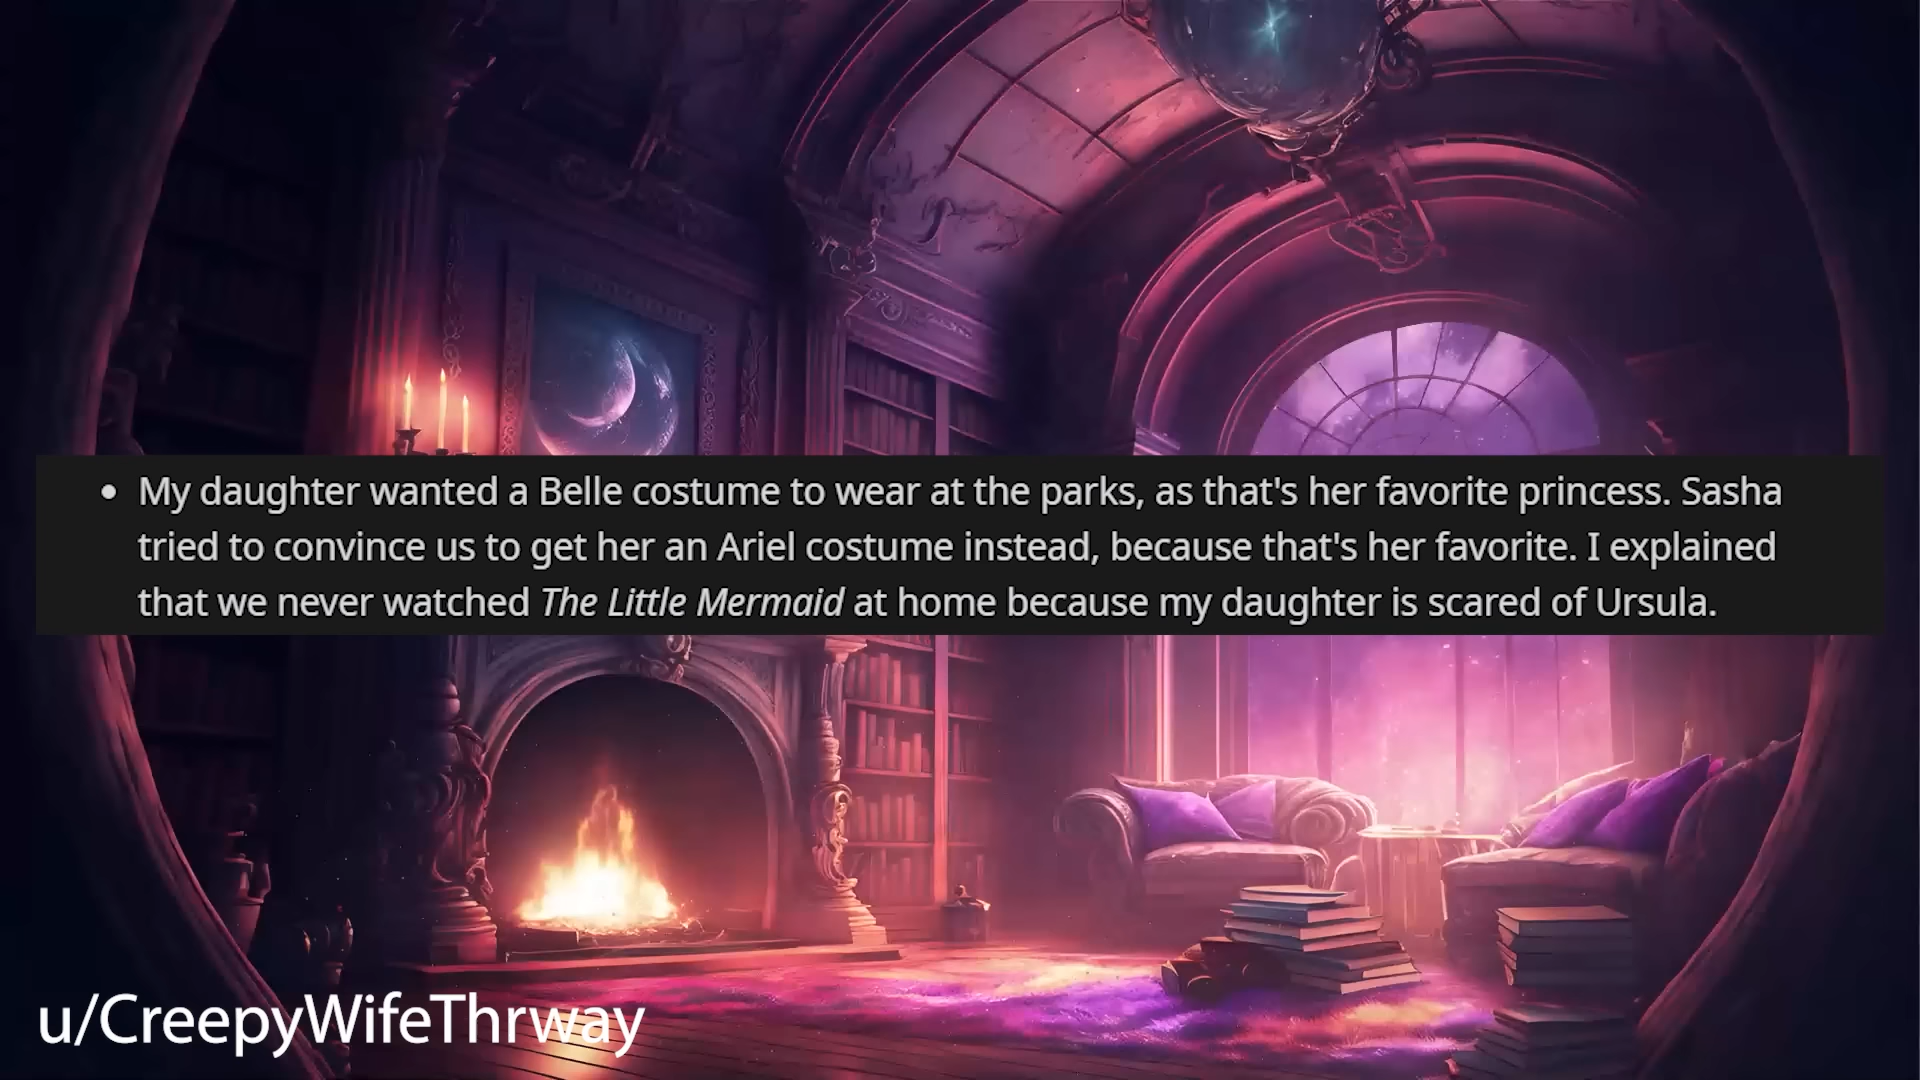 • My daughter wanted a Belle costume to wear at the parks, as that's her favorite princess. Sasha
tried to convince us to get her an Ariel costume instead, because that's her favorite. I explained
that we never watched The Little Mermaid at home because my daughter is scared of Ursula.
u/CreepyWifeThrway